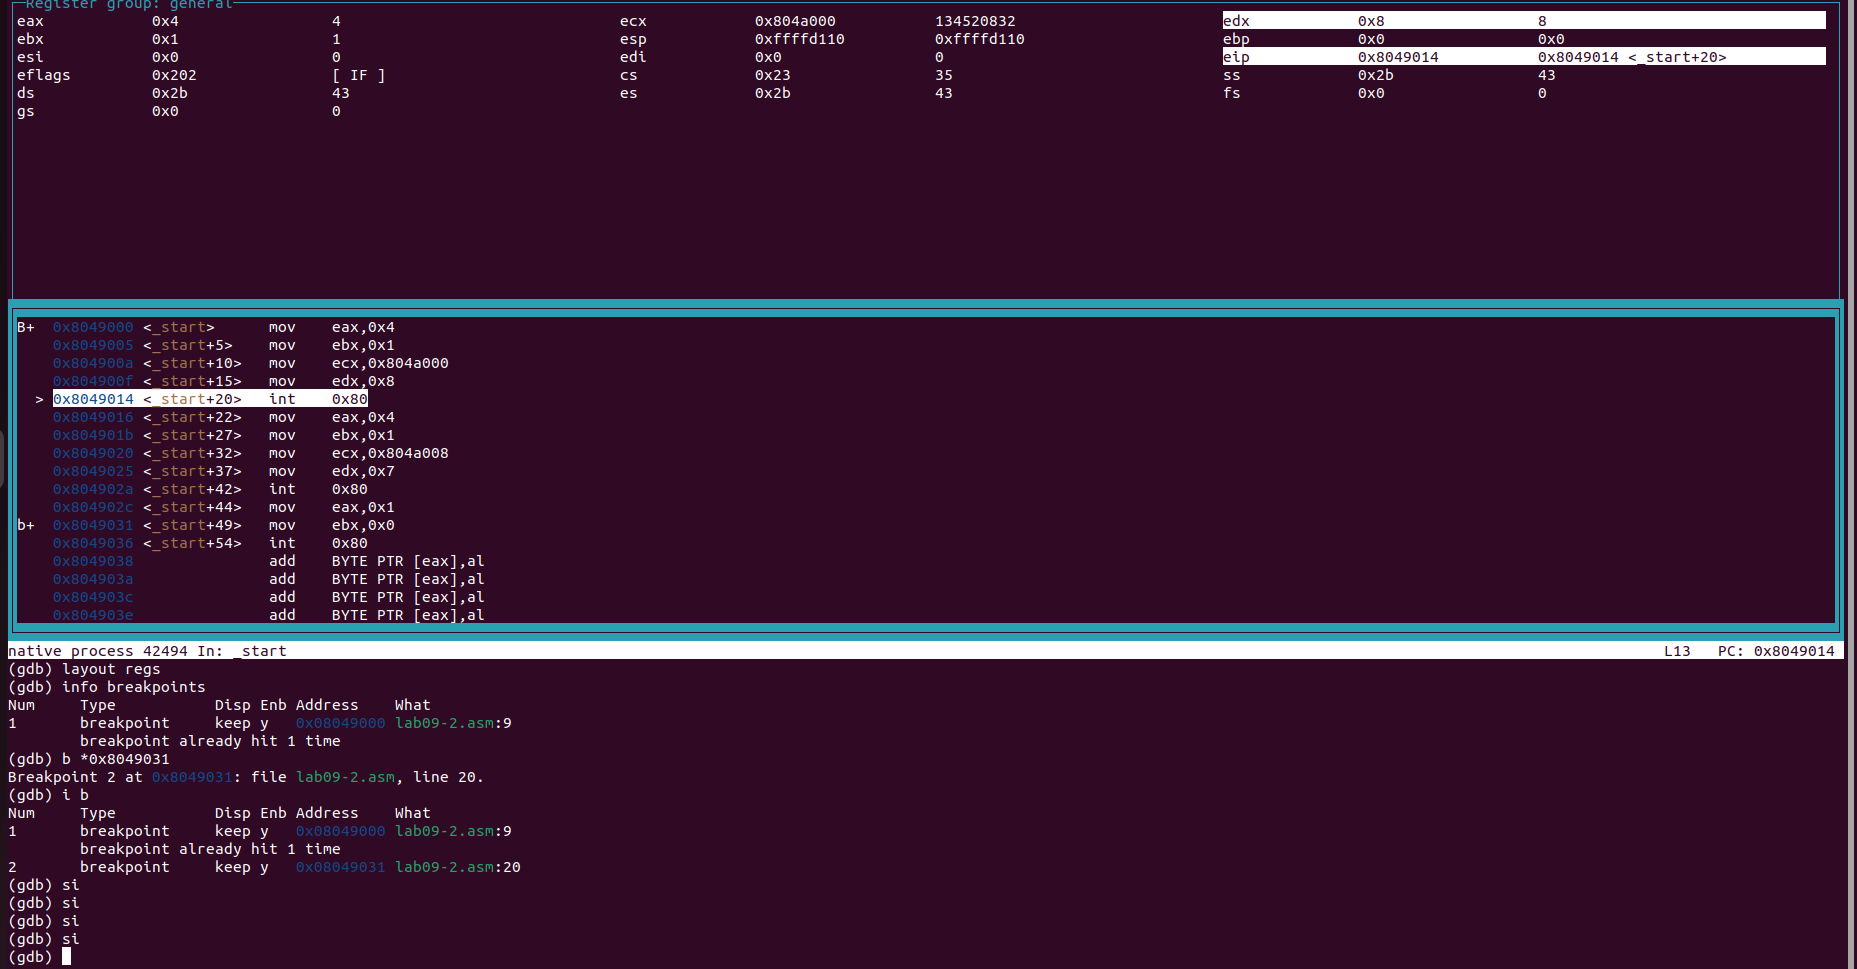 Register group: general
eax 0x4 4 ecx 0x804a000 134520832 edx 0x8 8
ebx 0x1 1 esp 0xffffd110 0xffffd110 ebp 0x0 0x0
esi 0x0 0 edi 0x0 0 eip 0x8049014 0x8049014 <_start+20>
eflags 0x202 [ IF ] cs 0x23 35 ss 0x2b 43
ds 0x2b 43 es 0x2b 43 fs 0x0 0
gs 0x0 0
B+ 0x8049000 <_start> mov eax,0x4
0x8049005 <_start+5> mov ebx,0x1
0x804900a <_start+10> mov ecx,0x804a000
0x804900f <_start+15> mov edx,0x8
> 0x8049014 <_start+20> int 0x80
0x8049016 <_start+22> mov eax,0x4
0x804901b <_start+27> mov ebx,0x1
0x8049020 <_start+32> mov ecx,0x804a008
0x8049025 <_start+37> mov edx,0x7
0x804902a <_start+42> int 0x80
0x804902c <_start+44> mov eax,0x1
b+ 0x8049031 <_start+49> mov ebx,0x0
0x8049036 <_start+54> int 0x80
0x8049038 add BYTE PTR [eax],al
0x804903a add BYTE PTR [eax],al
0x804903c add BYTE PTR [eax],al
0x804903e add BYTE PTR [eax],al
native process 42494 In: _start L13 PC: 0x8049014
(gdb) layout regs
(gdb) info breakpoints
Num Type Disp Enb Address What
1 breakpoint keep y 0x08049000 lab09-2.asm:9
breakpoint already hit 1 time
(gdb) b *0x8049031
Breakpoint 2 at 0x8049031: file lab09-2.asm, line 20.
(gdb) i b
Num Type Disp Enb Address What
1 breakpoint keep y 0x08049000 lab09-2.asm:9
breakpoint already hit 1 time
2 breakpoint keep y 0x08049031 lab09-2.asm:20
(gdb) si
(gdb) si
(gdb) si
(gdb) si
(gdb)